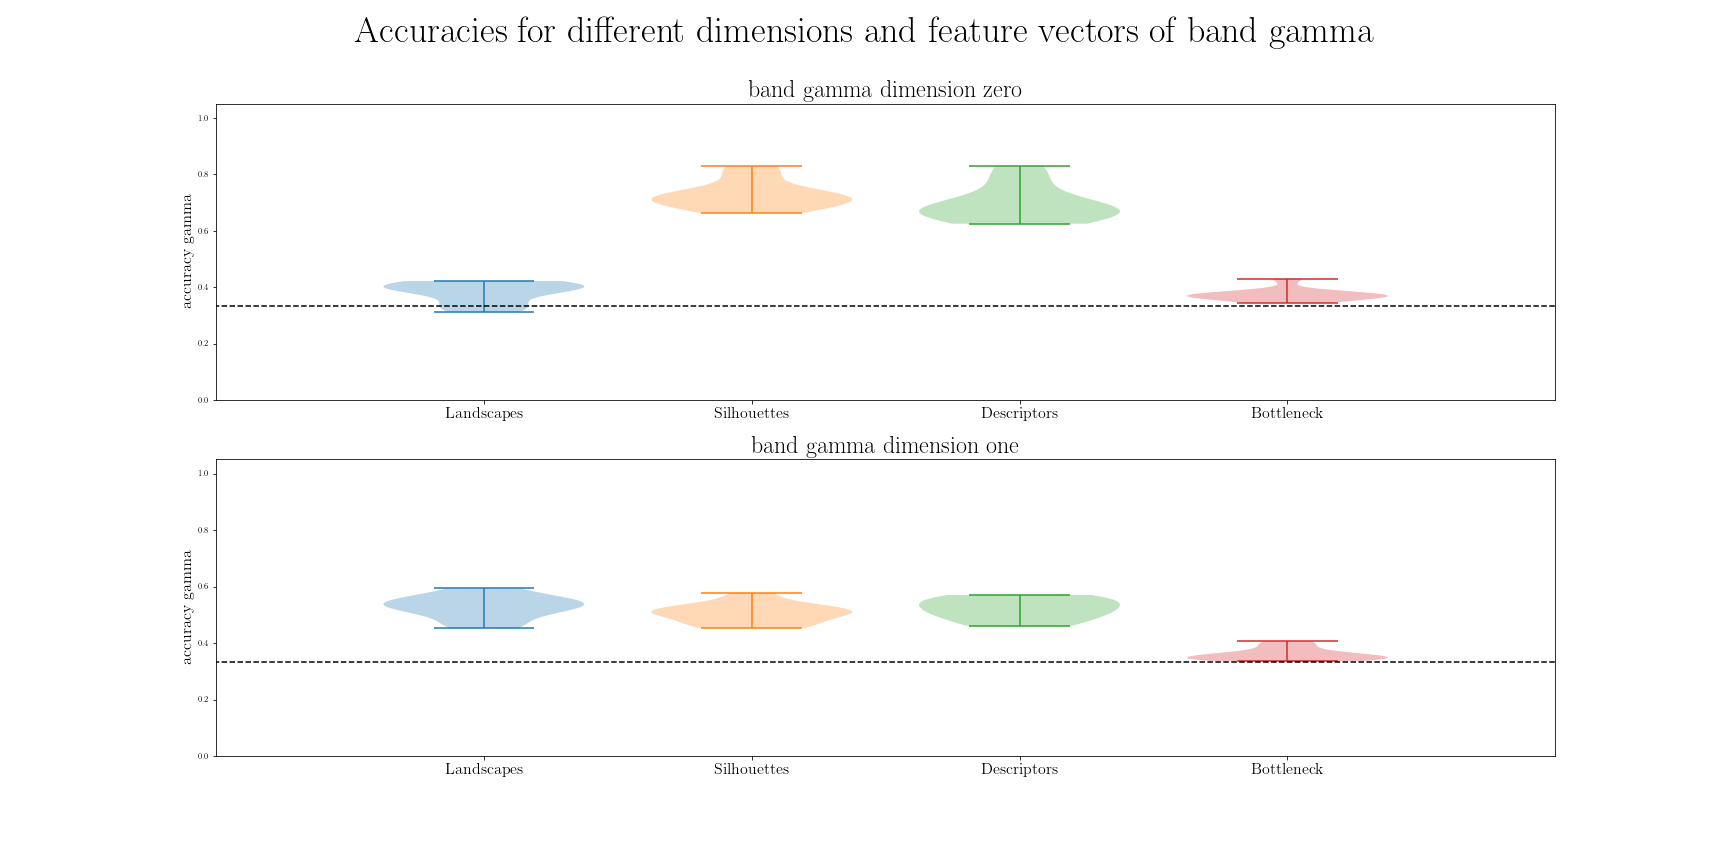 Accuracies for different dimensions and feature vectors of band gamma
band gamma dimension zero
1.0
0.8
0.6
0.4
0.2
0.0
accuracy gamma
Landscapes Silhouettes Descriptors Bottleneck
band gamma dimension one
1.0
0.8
0.6
0.4
0.2
0.0
accuracy gamma
Landscapes Silhouettes Descriptors Bottleneck